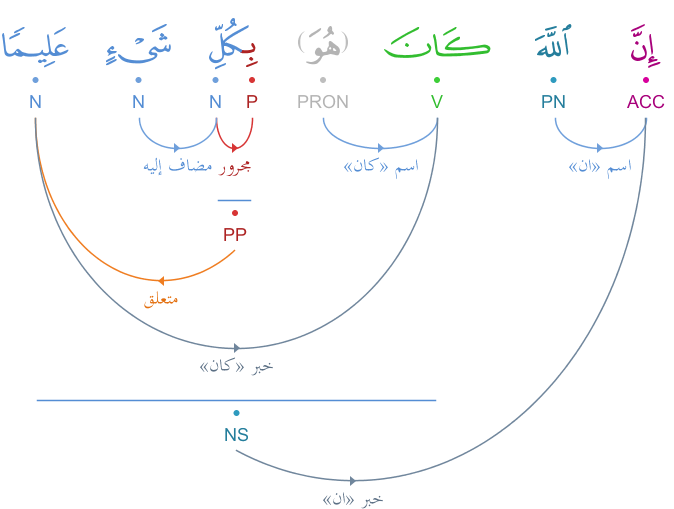 إِنَّ ٱللَّهَ كَانَ (هُوَ) بِكُلِّ شَىْءٍ عَلِيمًا
ACC PN V PRON P N N N
اسم «ان» اسم «كان» مجرور مضاف إليه
PP
متعلق
خبر «كان»
NS
خبر «ان»